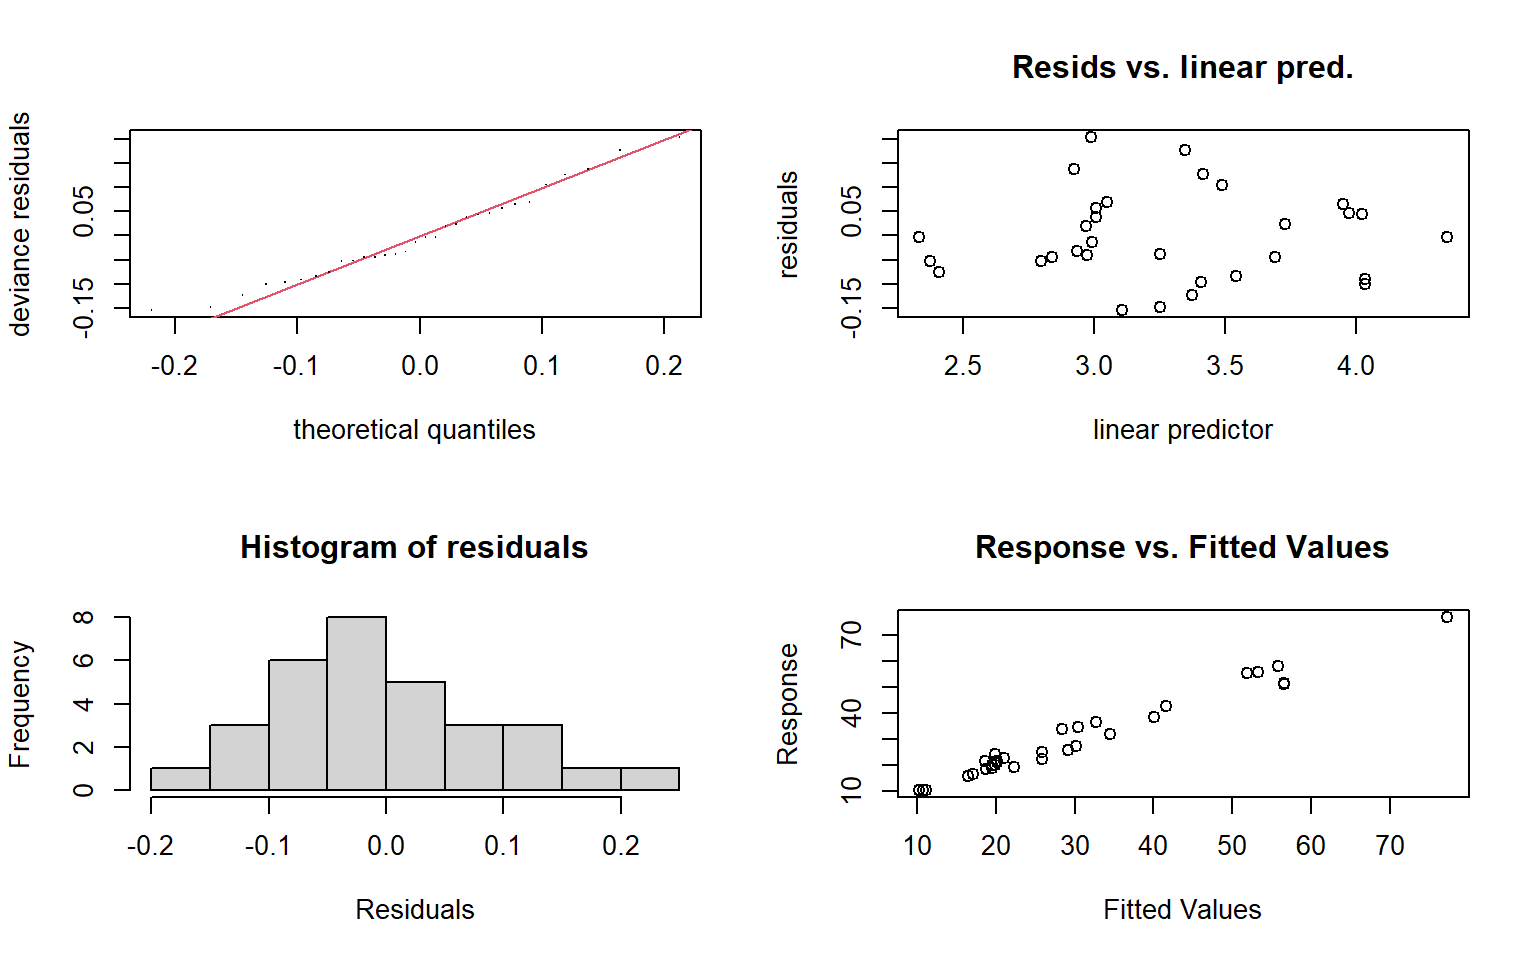 deviance residuals
-0.15 0.05
-0.2 -0.1 0.0 0.1 0.2
theoretical quantiles
Resids vs. linear pred.
residuals
-0.15 0.05
2.5 3.0 3.5 4.0
linear predictor
Histogram of residuals
Frequency
0 2 4 6 8
-0.2 -0.1 0.0 0.1 0.2
Residuals
Response vs. Fitted Values
Response
10 40 70
10 20 30 40 50 60 70
Fitted Values